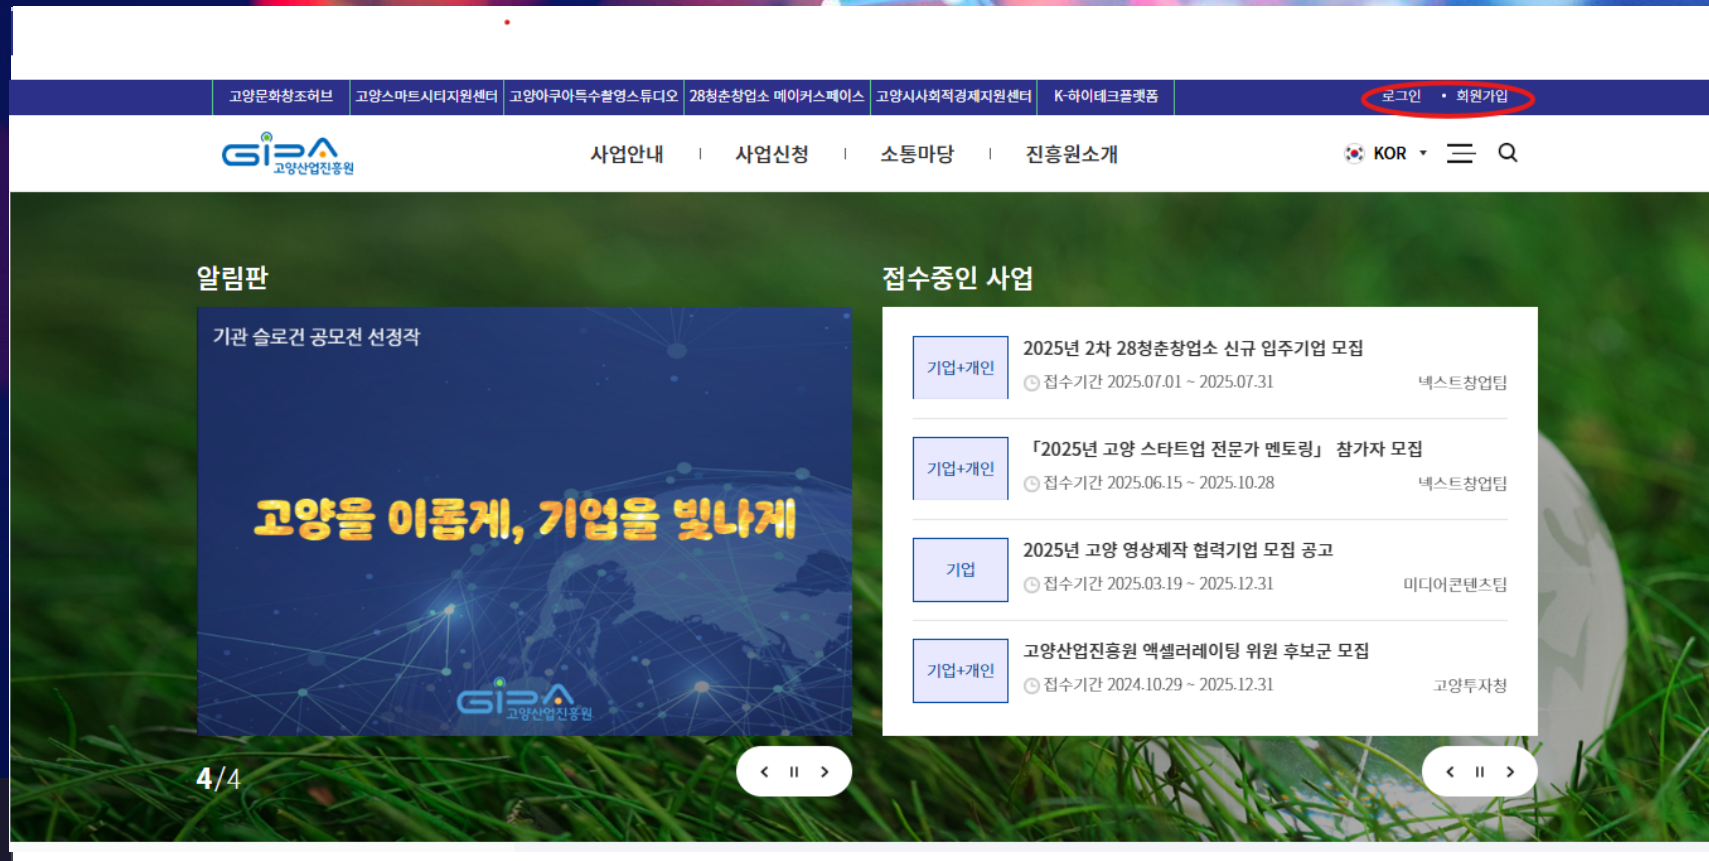 고양문화창조허브
고양스마트시티지원센터
고양아쿠아특수촬영스튜디오
28청춘창업소 메이커스페이스
고양시사회적경제지원센터
K-하이테크플랫폼
로그인 • 회원가입
GIPA
고양산업진흥원
사업안내
사업신청
소통마당
진흥원소개
KOR
알림판
기관 슬로건 공모전 선정작
고양을 이롭게, 기업을 빛나게
GIPA
고양산업진흥원
4/4
접수중인 사업
기업+개인
2025년 2차 28청춘창업소 신규 입주기업 모집
접수기간 2025.07.01 ~ 2025.07.31
넥스트창업팀
기업+개인
「2025년 고양 스타트업 전문가 멘토링」 참가자 모집
접수기간 2025.06.15 ~ 2025.10.28
넥스트창업팀
기업
2025년 고양 영상제작 협력기업 모집 공고
접수기간 2025.03.19 ~ 2025.12.31
미디어콘텐츠팀
기업+개인
고양산업진흥원 액셀러레이팅 위원 후보군 모집
접수기간 2024.10.29 ~ 2025.12.31
고양투자청